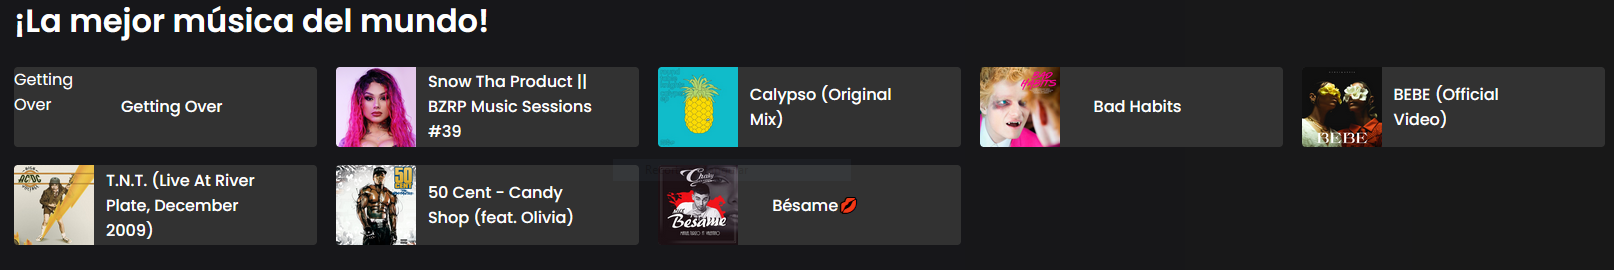 ¡La mejor música del mundo!
Getting
Over
Getting Over
Snow Tha Product ||
BZRP Music Sessions
#39
Calypso (Original
Mix)
BAD
HABITS
Bad Habits
BEBE
BEBE (Official
Video)
AC/DC
T.N.T. (Live At River
Plate, December
2009)
50
CENT
50 Cent - Candy
Shop (feat. Olivia)
Bésame
Bésame💋